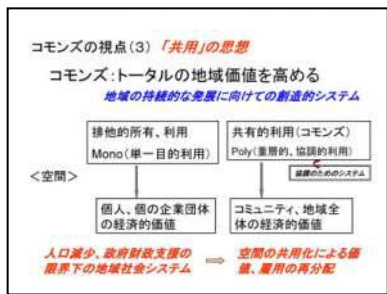 コモンズの視点(3) 「共用」の思想
コモンズ:トータルの地域価値を高める
地域の持続的な発展に向けての創造的システム
排他的所有、利用
Mono(単一目的利用)
共有的利用(コモンズ)
Poly(重層的、協調的利用)
<空間>
協調のためのシステム
個人、個の企業団体
の経済的価値
コミュニティ、地域全
体の経済的価値
人口減少、政府財政支援の
限界下の地域社会システム
⇨
空間の共用化による価
値、雇用の再分配